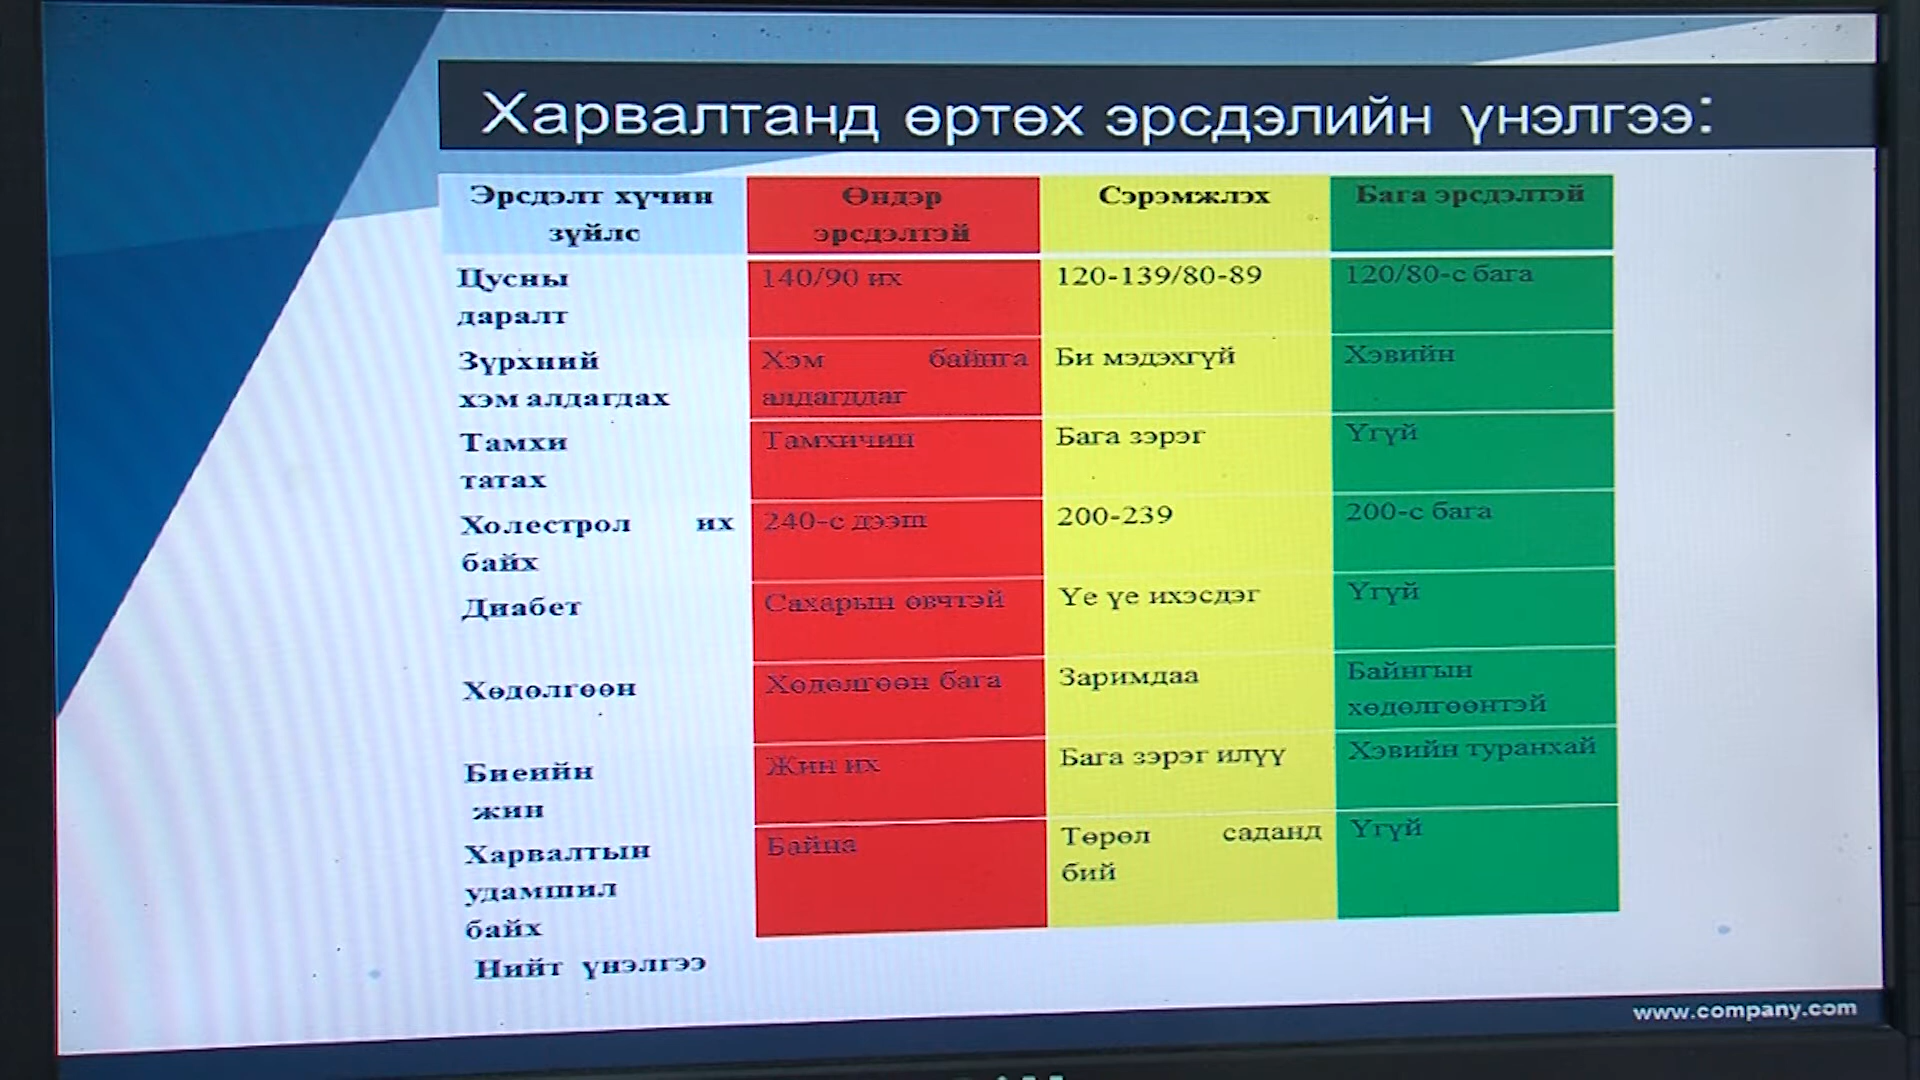 Харвалтанд өртөх эрсдэлийн үнэлгээ:
Эрсдэлт хүчин зүйлс
Өндөр эрсдэлтэй
Сэрэмжлэх
Бага эрсдэлтэй
Цусны даралт
140/90 их
120-139/80-89
120/80-с бага
Зүрхний хэм алдагдах
Хэм байнга алдагддаг
Би мэдэхгүй
Хэвийн
Тамхи татах
Тамхичин
Бага зэрэг
Үгүй
Холестрол их байх
240-с дээш
200-239
200-с бага
Диабет
Сахарын өвчтэй
Үе үе ихэсдэг
Үгүй
Хөдөлгөөн
Хөдөлгөөн бага
Заримдаа
Байнгын хөдөлгөөнтэй
Биеийн жин
Жин их
Бага зэрэг илүү
Хэвийн туранхай
Харвалтын удамшил байх
Байна
Төрөл саданд бий
Үгүй
Нийт үнэлгээ
www.company.com